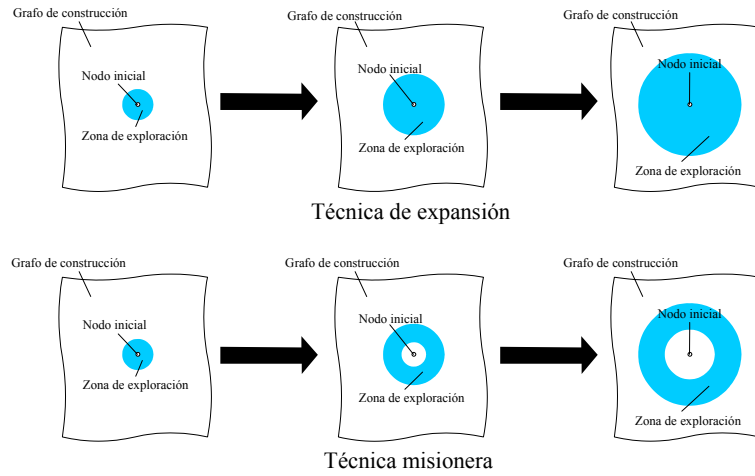 Grafo de construcción
Nodo inicial
Zona de exploración
Grafo de construcción
Nodo inicial
Zona de exploración
Grafo de construcción
Nodo inicial
Zona de exploración
Técnica de expansión
Grafo de construcción
Nodo inicial
Zona de exploración
Grafo de construcción
Nodo inicial
Zona de exploración
Grafo de construcción
Nodo inicial
Zona de exploración
Técnica misionera